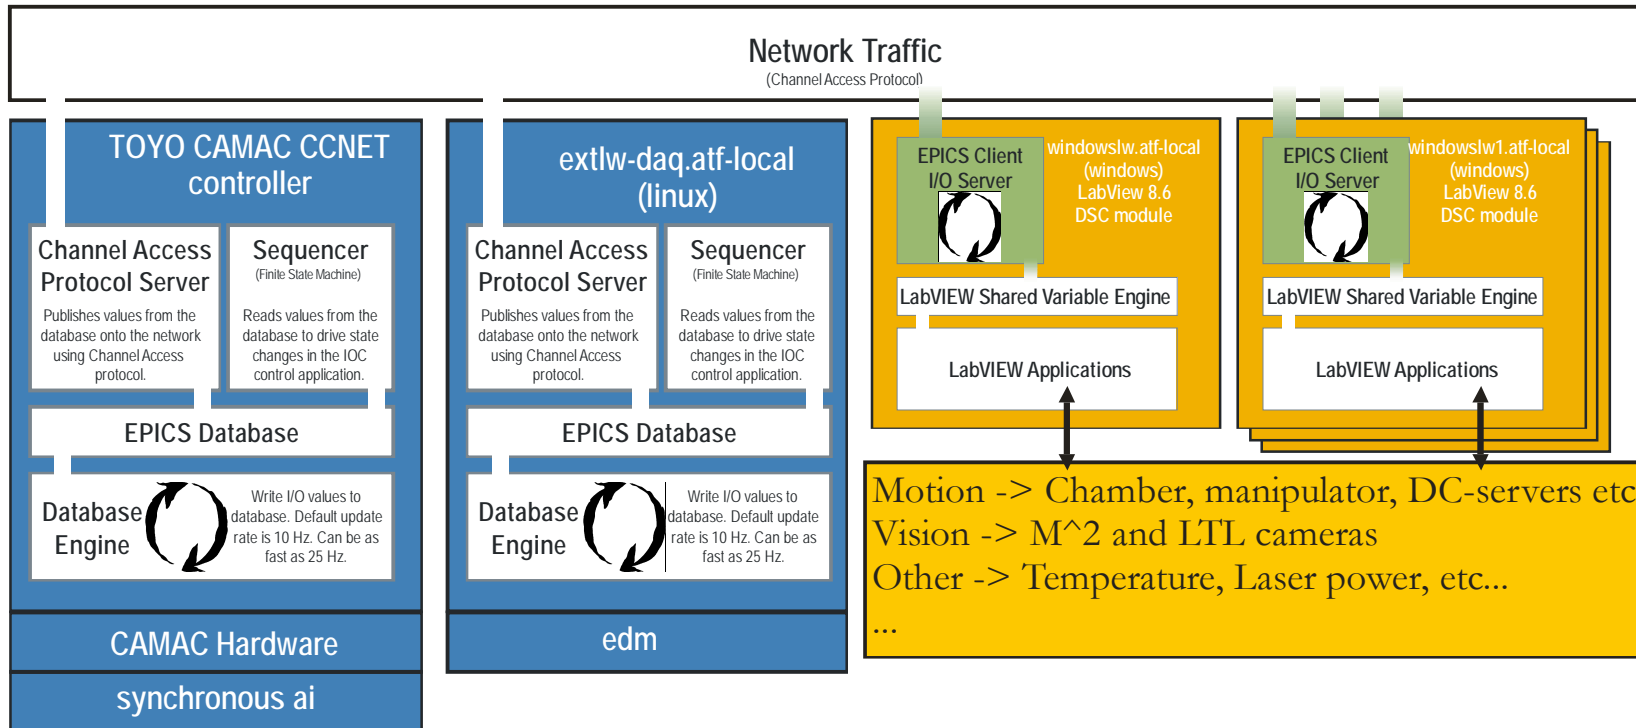 Network Traffic
(Channel Access Protocol)
TOYO CAMAC CCNET
controller
Channel Access
Protocol Server
Publishes values from the
database onto the network
using Channel Access
protocol.
Sequencer
(Finite State Machine)
Reads values from the
database to drive state
changes in the IOC
control application.
EPICS Database
Database
Engine
Write I/O values to
database. Default update
rate is 10 Hz. Can be as
fast as 25 Hz.
CAMAC Hardware
synchronous ai
extlw-daq.atf-local
(linux)
Channel Access
Protocol Server
Publishes values from the
database onto the network
using Channel Access
protocol.
Sequencer
(Finite State Machine)
Reads values from the
database to drive state
changes in the IOC
control application.
EPICS Database
Database
Engine
Write I/O values to
database. Default update
rate is 10 Hz. Can be as
fast as 25 Hz.
edm
EPICS Client
I/O Server
windowslw.atf-local
(windows)
LabView 8.6
DSC module
LabVIEW Shared Variable Engine
LabVIEW Applications
EPICS Client
I/O Server
windowslw1.atf-local
(windows)
LabView 8.6
DSC module
LabVIEW Shared Variable Engine
LabVIEW Applications
Motion -> Chamber, manipulator, DC-servers etc
Vision -> M^2 and LTL cameras
Other -> Temperature, Laser power, etc...
...